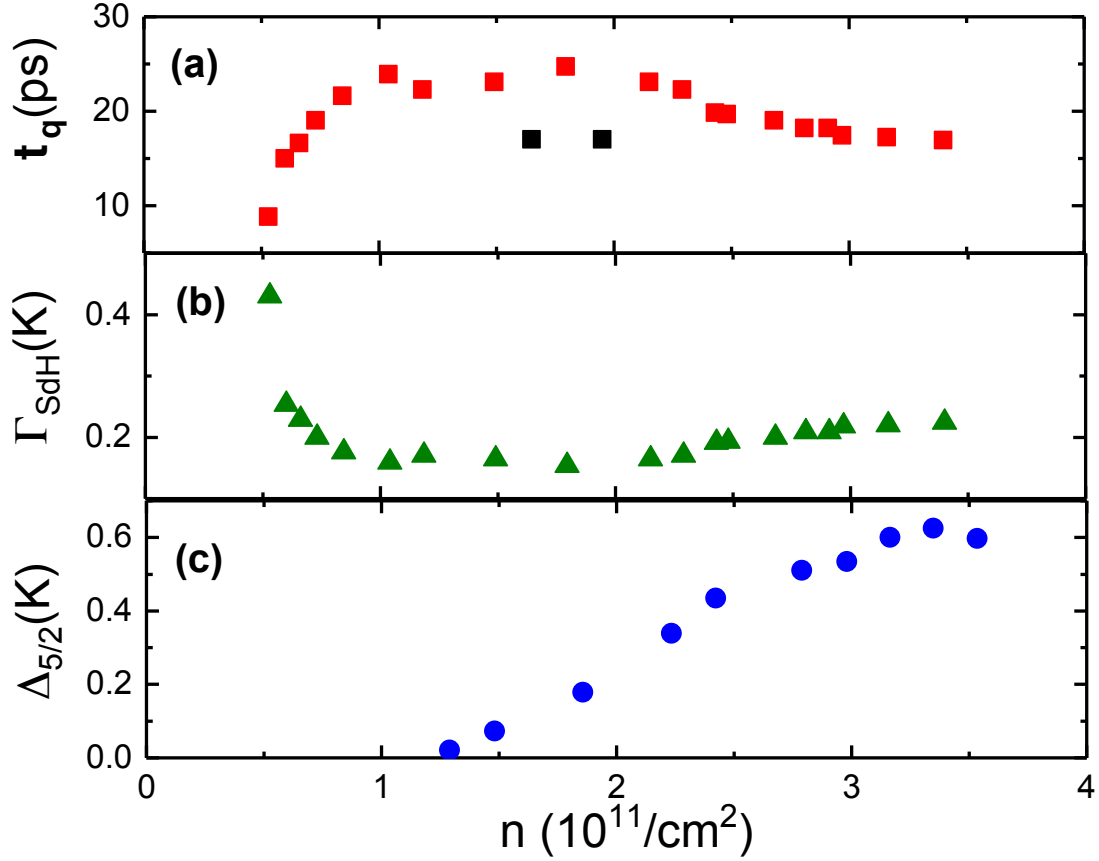 30
20
10
t_q(ps)
(a)
0.4
0.2
Γ_SdH(K)
(b)
0.6
0.4
0.2
0.0
Δ_5/2(K)
(c)
0 1 2 3 4
n (10^11/cm^2)